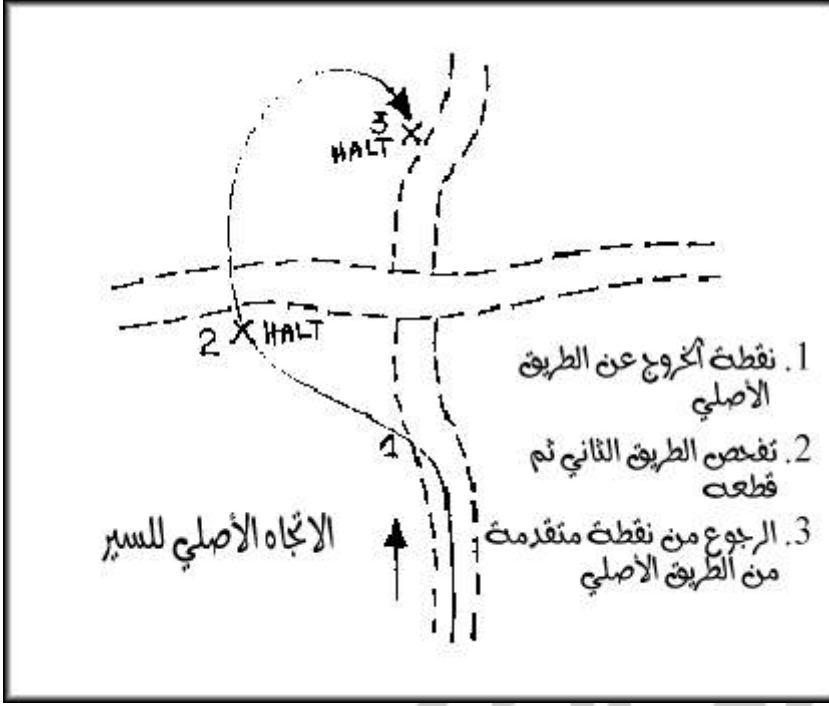 3
HALT
2 HALT
1
1. نقطة الخروج عن الطريق
الأصلي
2. تفحص الطريق الثاني ثم
قطعه
3. الرجوع من نقطة متقدمة
من الطريق الأصلي
الاتجاه الأصلي للسير